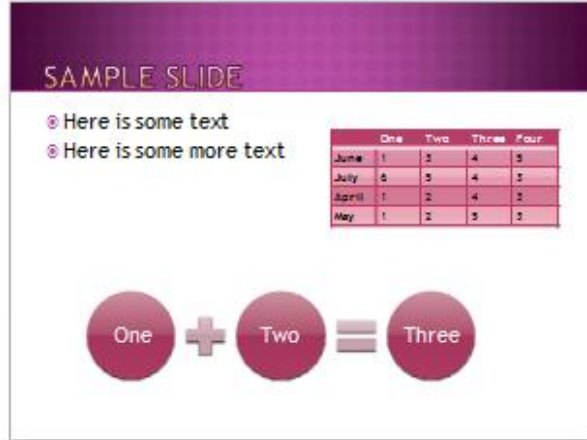 SAMPLE SLIDE
Here is some text
Here is some more text
One Two Three Four
June 1 3 4 5
July 6 5 4 3
April 1 2 4 3
May 1 2 5 3
One + Two = Three